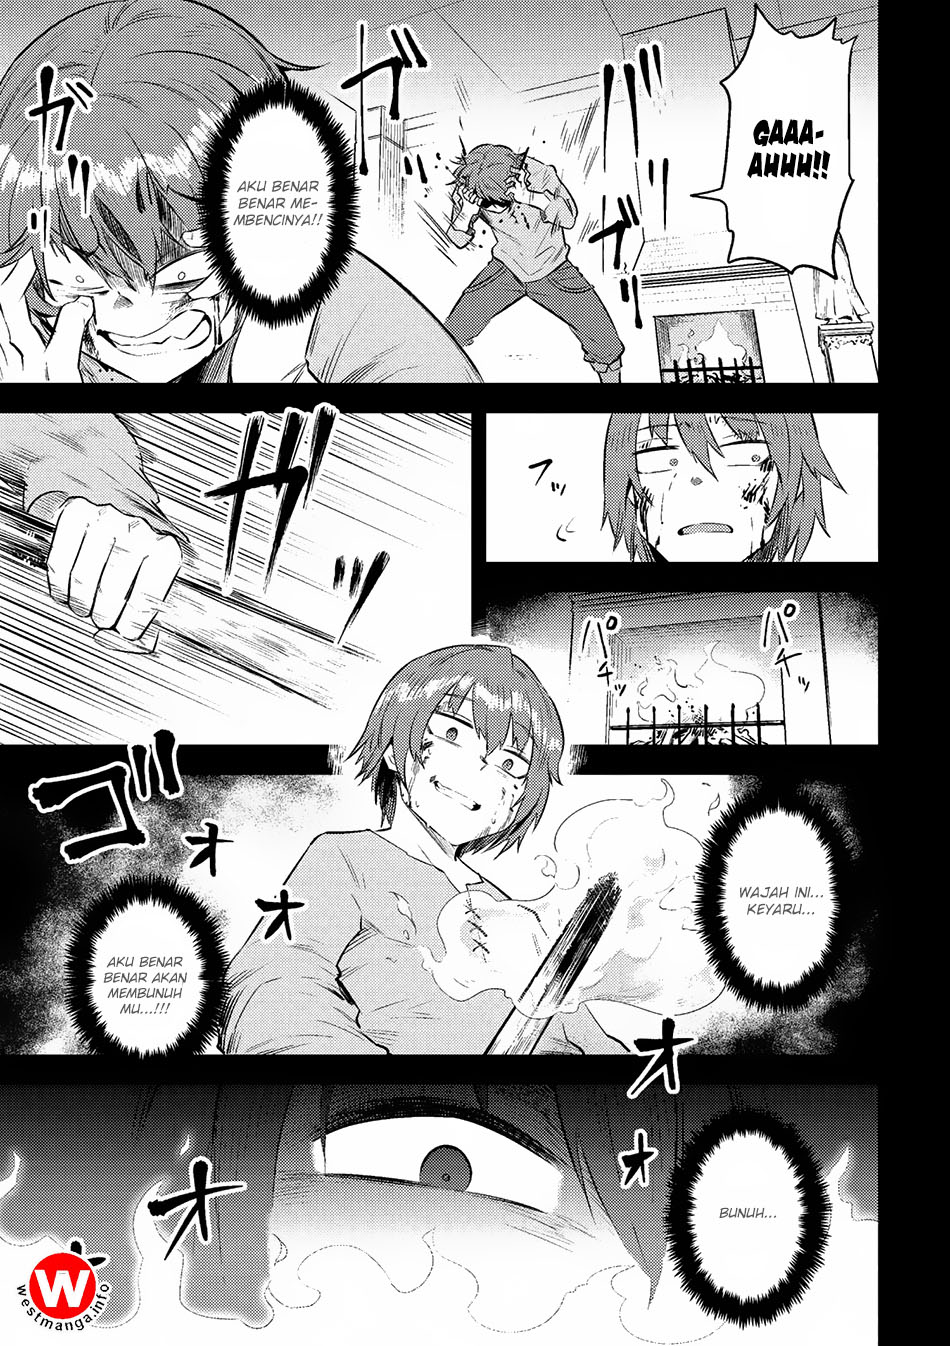 GAAA-
AHHH!!
ガ
ガ
ガ
ガ
AKU BENAR
BENAR ME-
MBENCINYA!!
フ
ッ
ガ
ッ
パチッ
パチッ
ゴオオオオオ
WAJAH INI...
KEYARU...
AKU BENAR
BENAR AKAN
MEMBUNUH
MU...!!!
BUNUH...
W
westmanga.info